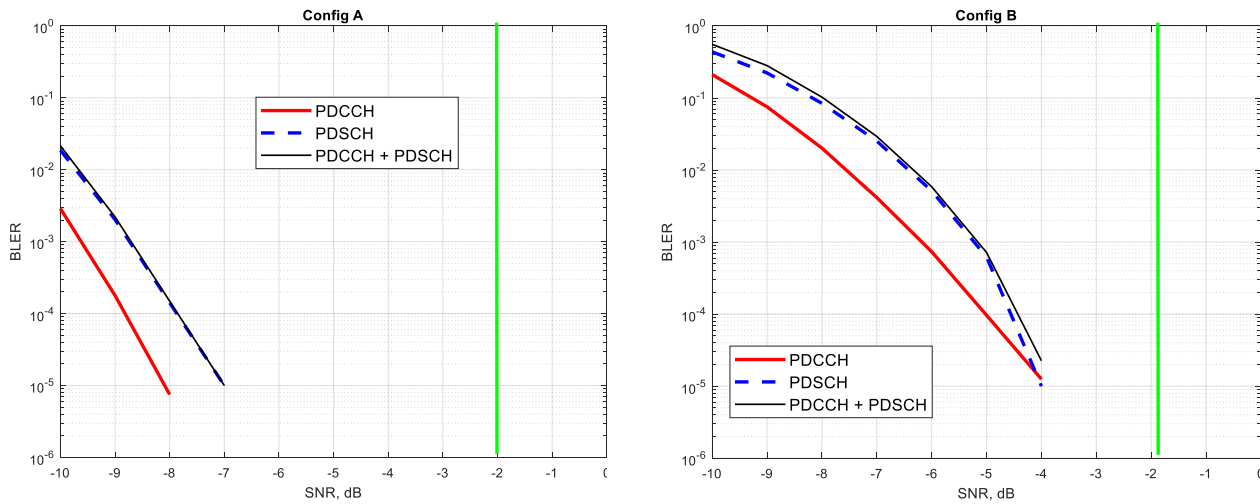 Config A
10^0
10^-1
10^-2
10^-3
10^-4
10^-5
10^-6
BLER
PDCCH
PDSCH
PDCCH + PDSCH
-10 -9 -8 -7 -6 -5 -4 -3 -2 -1 0
SNR, dB
Config B
10^0
10^-1
10^-2
10^-3
10^-4
10^-5
10^-6
BLER
PDCCH
PDSCH
PDCCH + PDSCH
-10 -9 -8 -7 -6 -5 -4 -3 -2 -1 0
SNR, dB